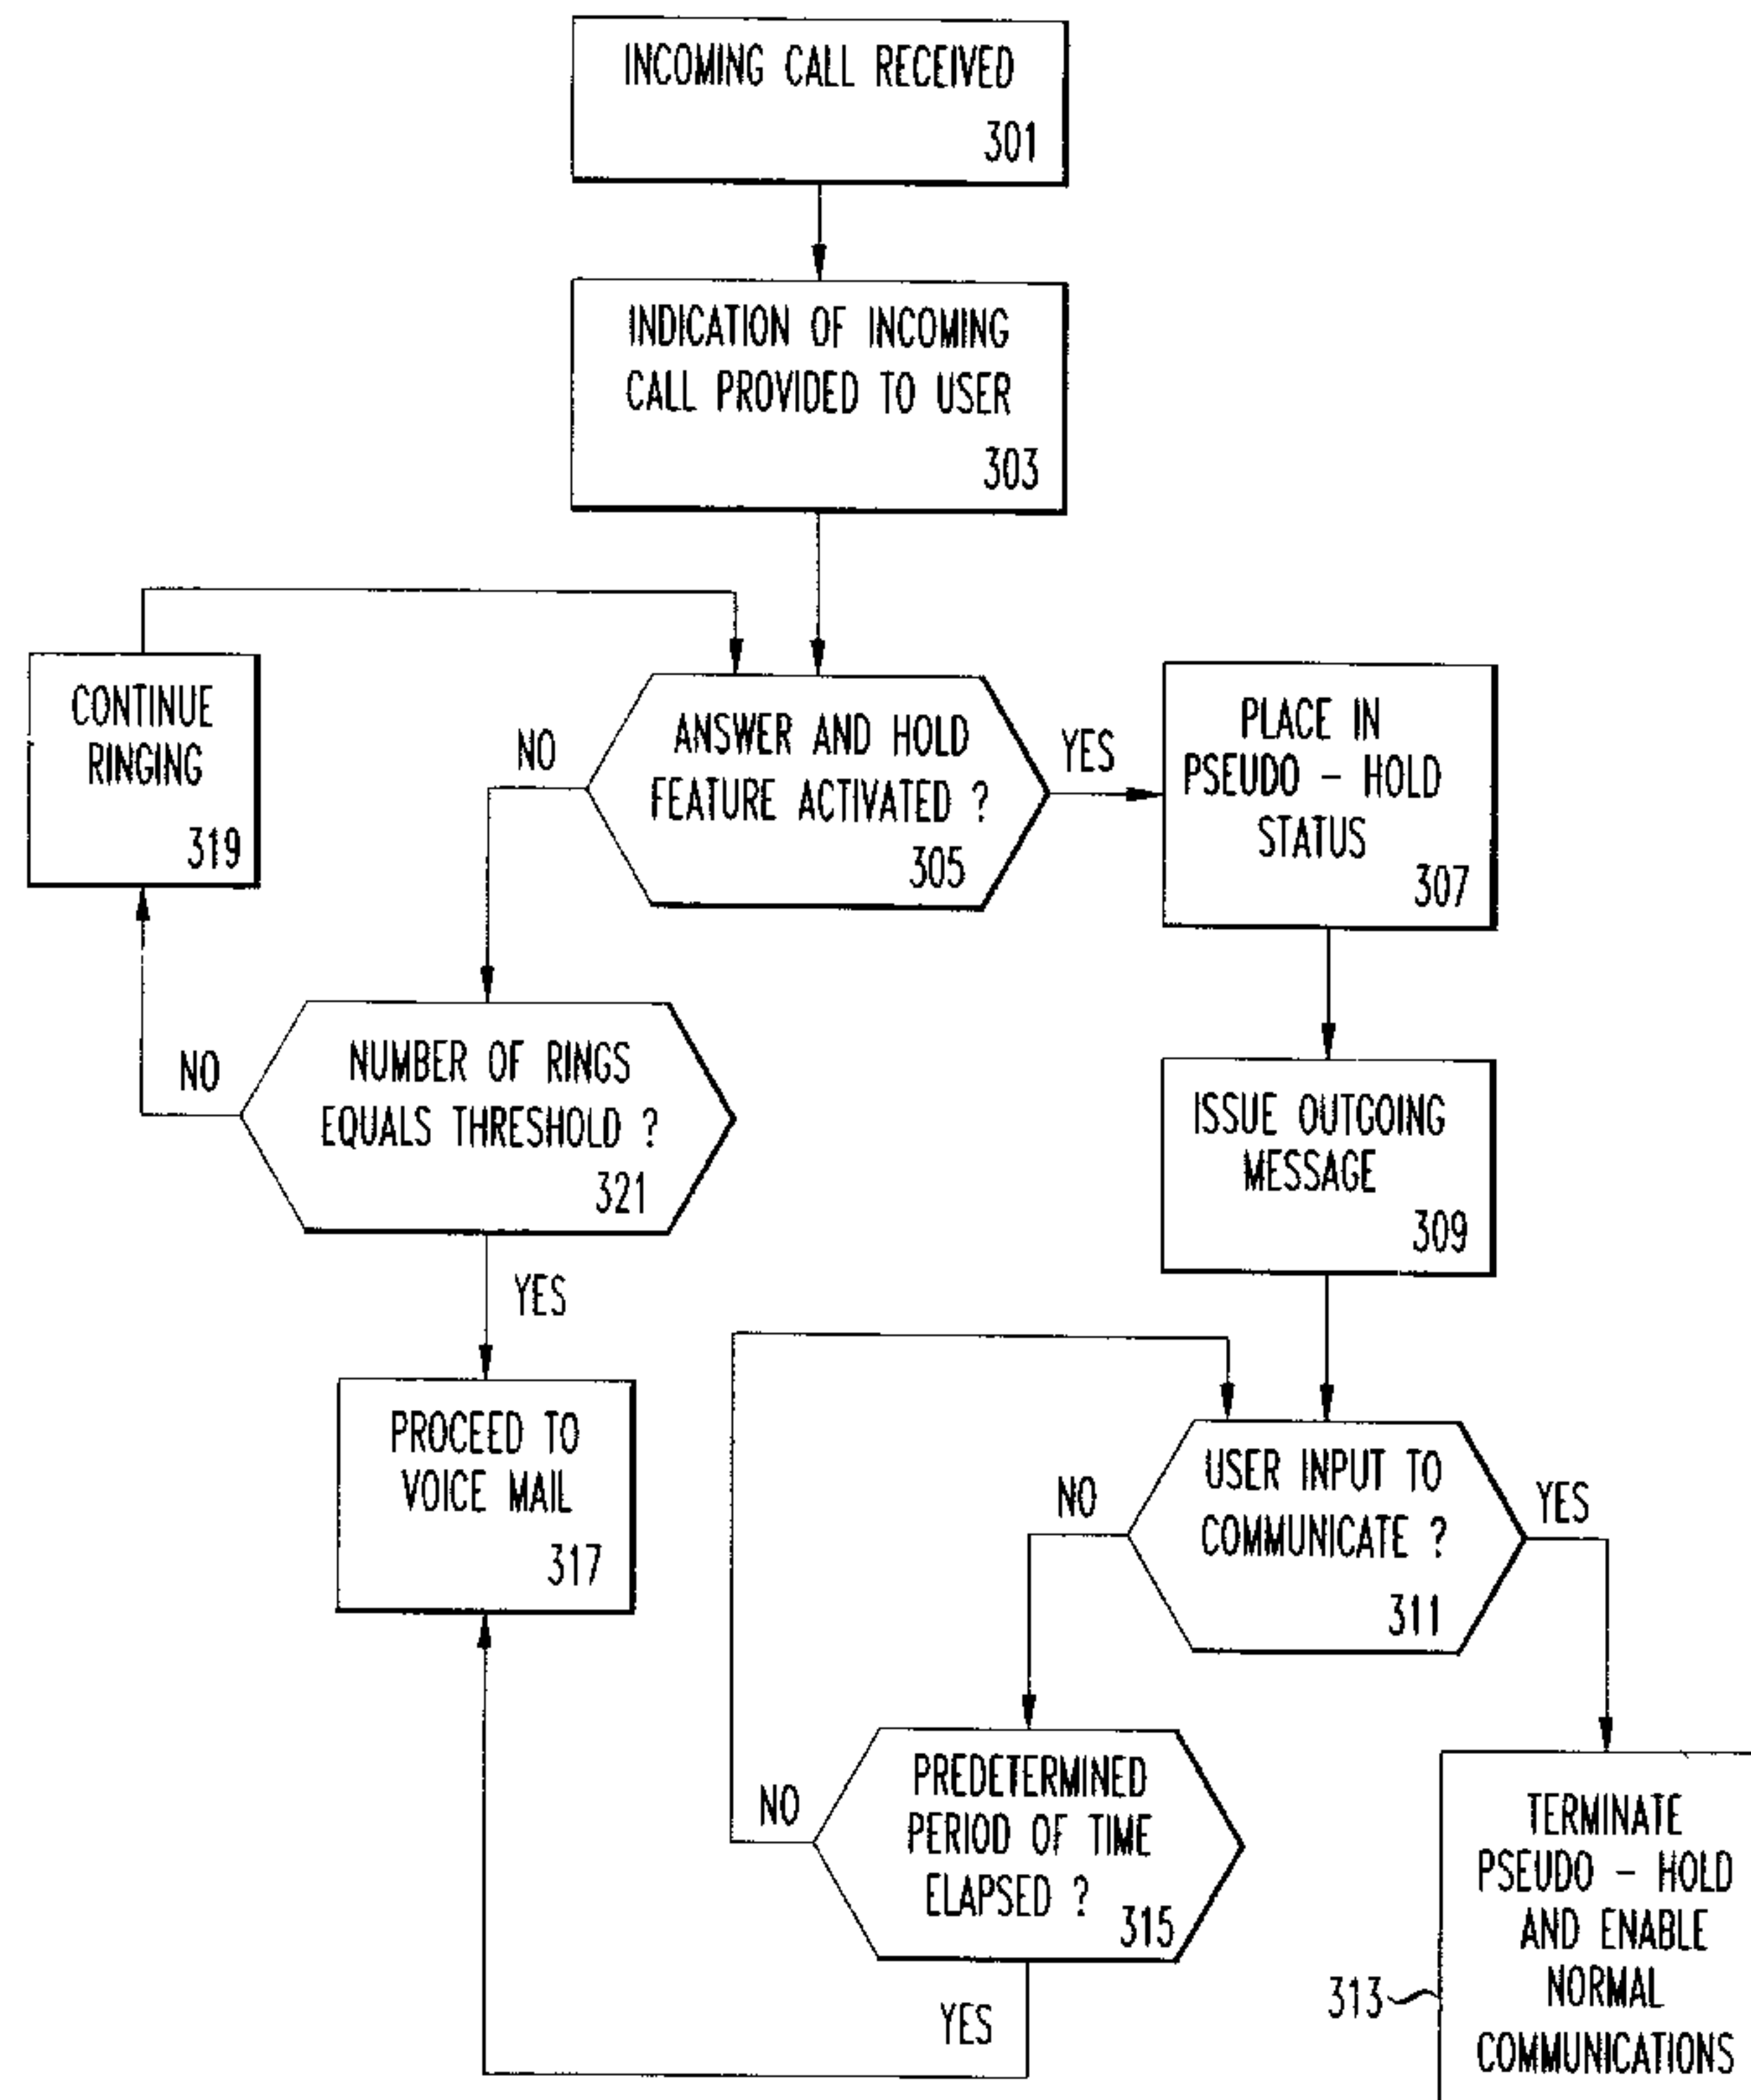 INCOMING CALL RECEIVED
301
INDICATION OF INCOMING
CALL PROVIDED TO USER
303
CONTINUE
RINGING
319
NO
ANSWER AND HOLD
FEATURE ACTIVATED ?
305
YES
PLACE IN
PSEUDO - HOLD
STATUS
307
NO
NUMBER OF RINGS
EQUALS THRESHOLD ?
321
YES
ISSUE OUTGOING
MESSAGE
309
PROCEED TO
VOICE MAIL
317
NO
USER INPUT TO
COMMUNICATE ?
311
YES
NO
PREDETERMINED
PERIOD OF TIME
ELAPSED ?
315
YES
313
TERMINATE
PSEUDO - HOLD
AND ENABLE
NORMAL
COMMUNICATIONS